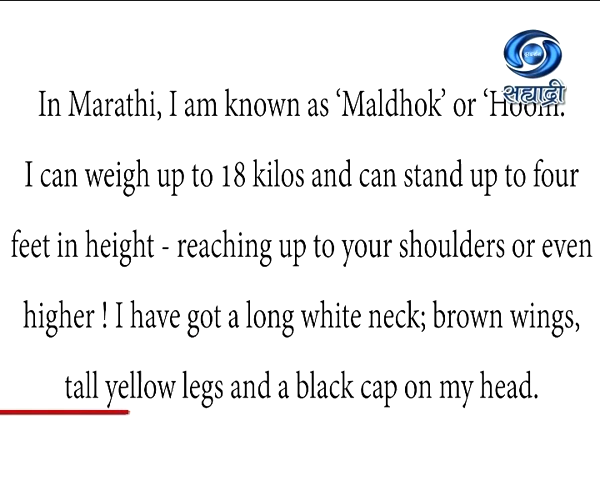 सह्याद्री
In Marathi, I am known as ‘Maldhok’ or ‘Hoom.
I can weigh up to 18 kilos and can stand up to four
feet in height - reaching up to your shoulders or even
higher ! I have got a long white neck; brown wings,
tall yellow legs and a black cap on my head.